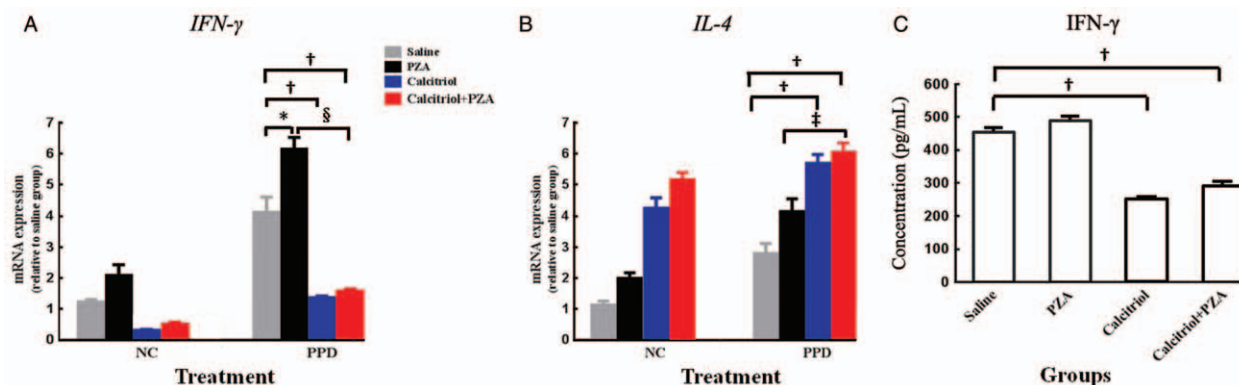 A
IFN-γ
Saline
PZA
Calcitriol
Calcitriol+PZA
†
†
* §
7
6
5
4
3
2
1
0
mRNA expression
(relative to saline group)
NC PPD
Treatment
B
IL-4
†
†
‡
7
6
5
4
3
2
1
0
mRNA expression
(relative to saline group)
NC PPD
Treatment
C
IFN-γ
†
†
600
500
400
300
200
100
0
Concentration (pg/mL)
Saline PZA Calcitriol Calcitriol+PZA
Groups